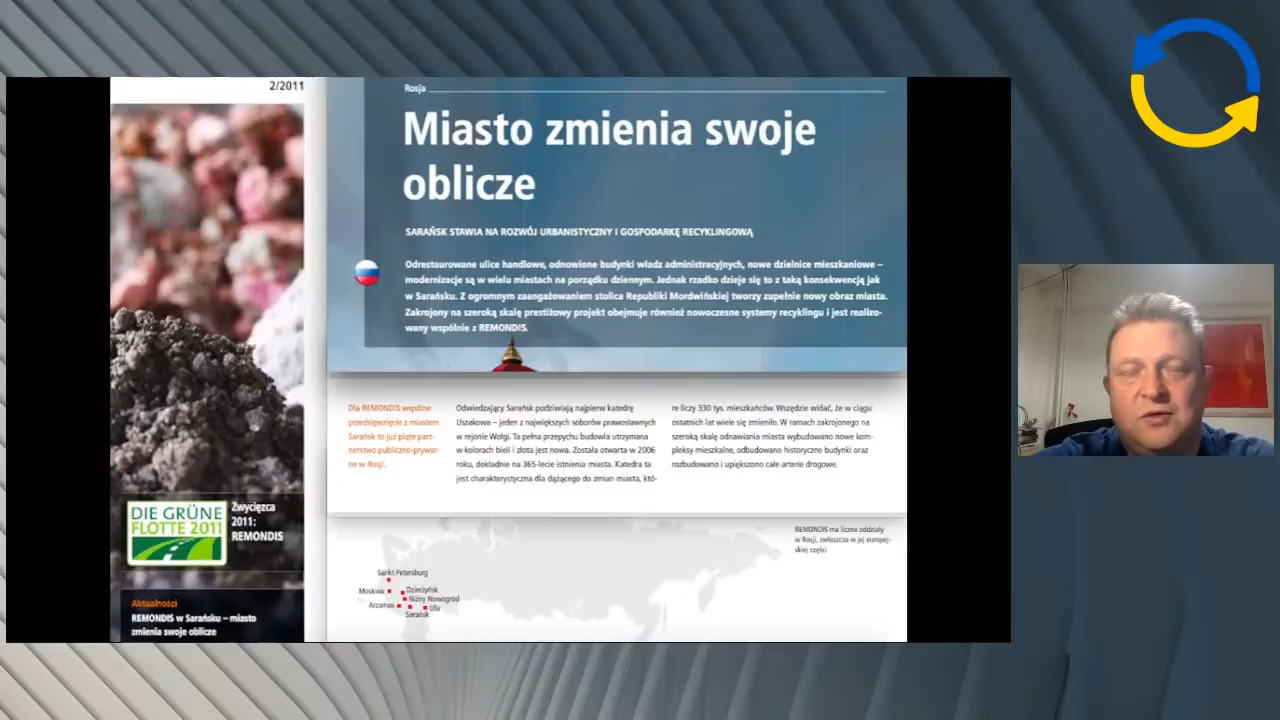 2/2011
DIE GRÜNE
FLOTTE 2011
Zwycięzca
2011:
REMONDIS
Aktualności
REMONDIS w Sarańsku – miasto
zmienia swoje oblicze
Rosja
Miasto zmienia swoje
oblicze
SARAŃSK STAWIA NA ROZWÓJ URBANISTYCZNY I GOSPODARKĘ RECYKLINGOWĄ
Odrestaurowane ulice handlowe, odnowione budynki władz administracyjnych, nowe dzielnice mieszkaniowe –
modernizacje są w wielu miastach na porządku dziennym. Jednak rzadko dzieje się to z taką konsekwencją jak
w Sarańsku. Z ogromnym zaangażowaniem stolica Republiki Mordwińskiej tworzy zupełnie nowy obraz miasta.
Zakrojony na szeroką skalę prestiżowy projekt obejmuje również nowoczesne systemy recyklingu i jest realizo-
wany wspólnie z REMONDIS.
Dla REMONDIS wspólne
przedsięwzięcie z miastem
Sarańsk to już piąte part-
nerstwo publiczno-prywat-
ne w Rosji.
Odwiedzający Sarańsk podziwiają najpierw katedrę
Uszakowa – jeden z największych soborów prawosławnych
w rejonie Wołgi. Ta pełna przepychu budowla utrzymana
w kolorach bieli i złota jest nowa. Została otwarta w 2006
roku, dokładnie na 365-lecie istnienia miasta. Katedra ta
jest charakterystyczna dla dążącego do zmian miasta, któ-
re liczy 330 tys. mieszkańców. Wszędzie widać, że w ciągu
ostatnich lat wiele się zmieniło. W ramach zakrojonego na
szeroką skalę odnawiania miasta wybudowano nowe kom-
pleksy mieszkalne, odbudowano historyczne budynki oraz
rozbudowano i upiększono całe arterie drogowe.
REMONDIS ma liczne oddziały
w Rosji, zwłaszcza w jej europej-
skiej części
Sankt Petersburg
Moskwa
Dzierżyńsk
Niżny Nowogród
Arzamas
Ufa
Sarańsk